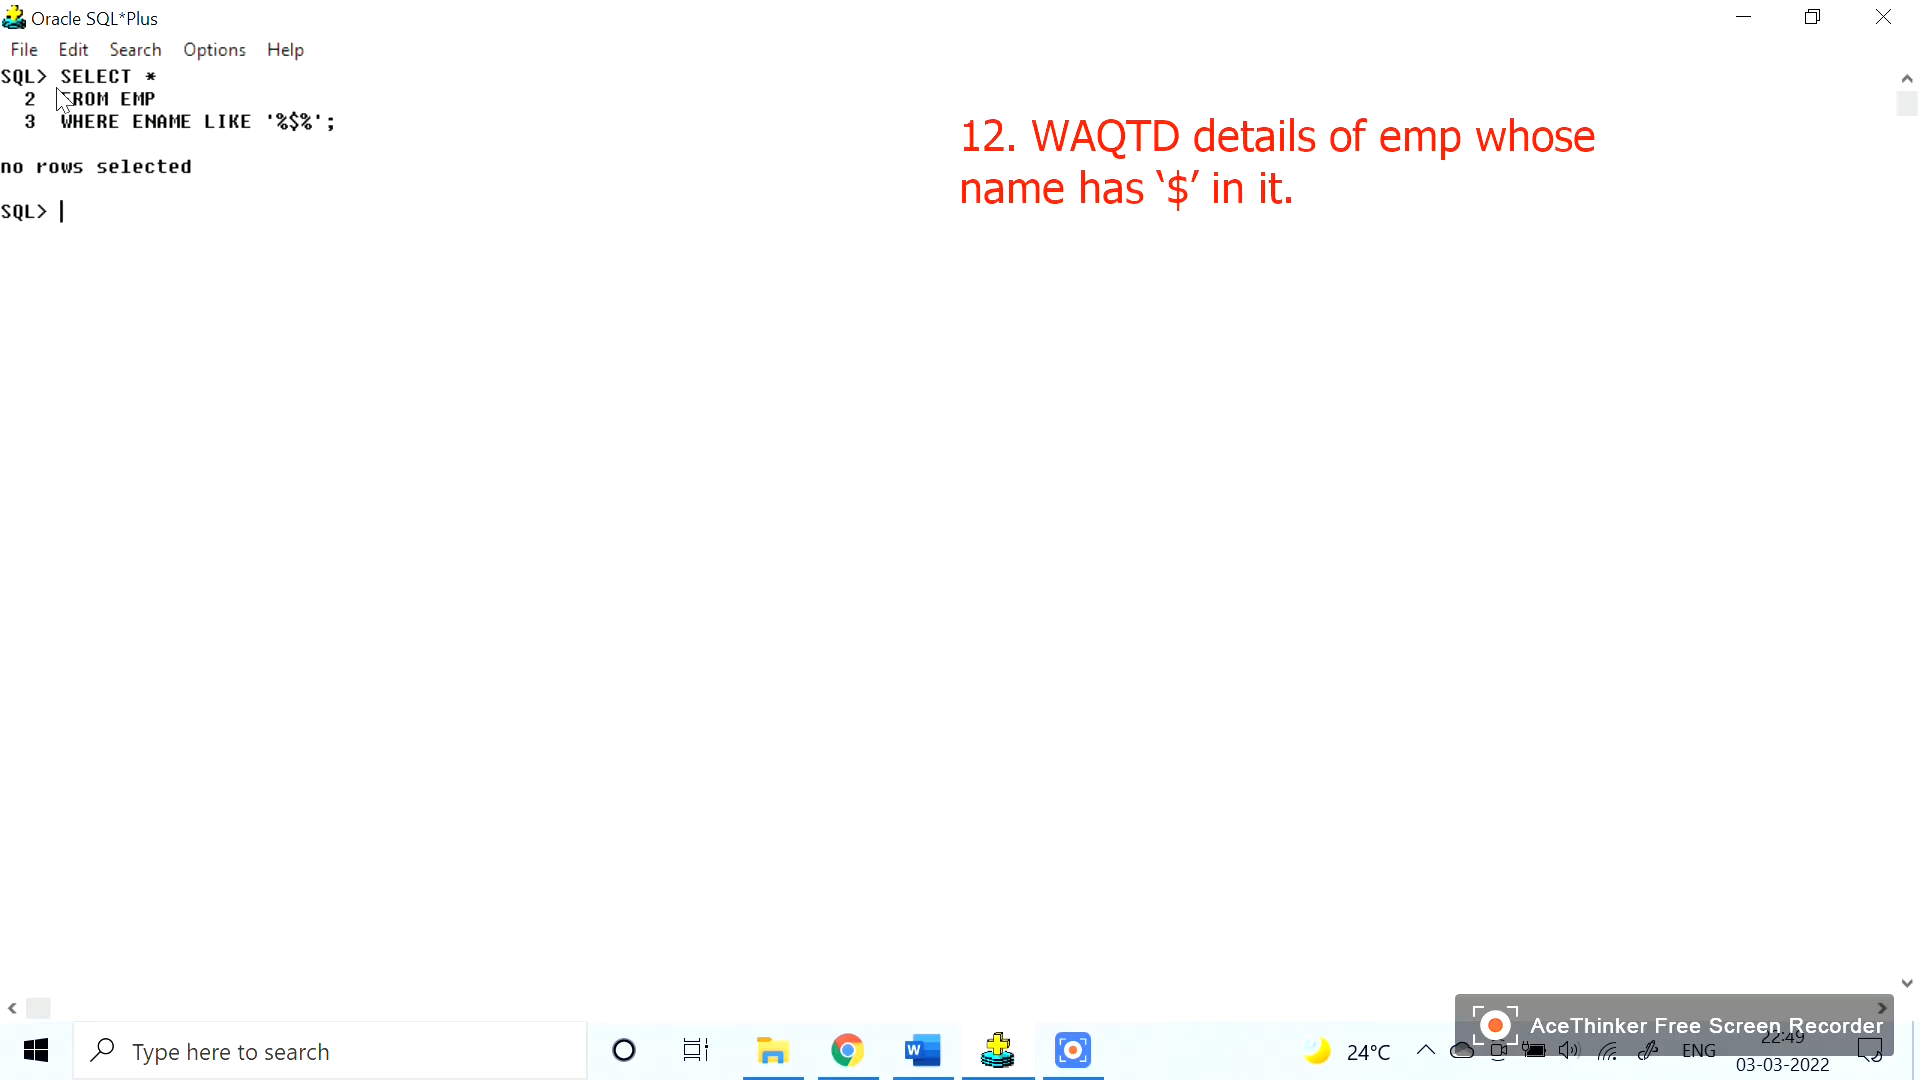 Oracle SQL*Plus
File Edit Search Options Help
SQL> SELECT *
2 FROM EMP
3 WHERE ENAME LIKE '%$%';
no rows selected
SQL>
12. WAQTD details of emp whose
name has ‘$’ in it.
AceThinker Free Screen Recorder
Type here to search
24°C
ENG
22:49
03-03-2022